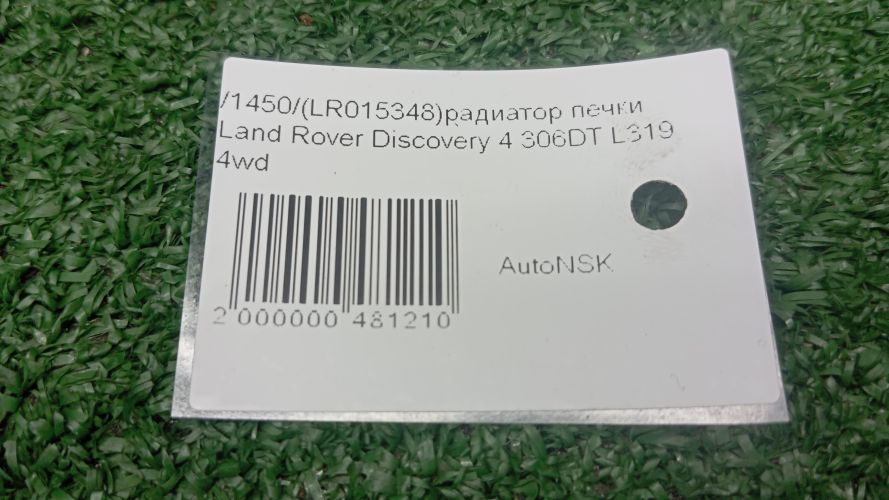 /1450/(LR015348)радиатор печки
Land Rover Discovery 4 306DT L319
4wd
AutoNSK
2 000000 481210